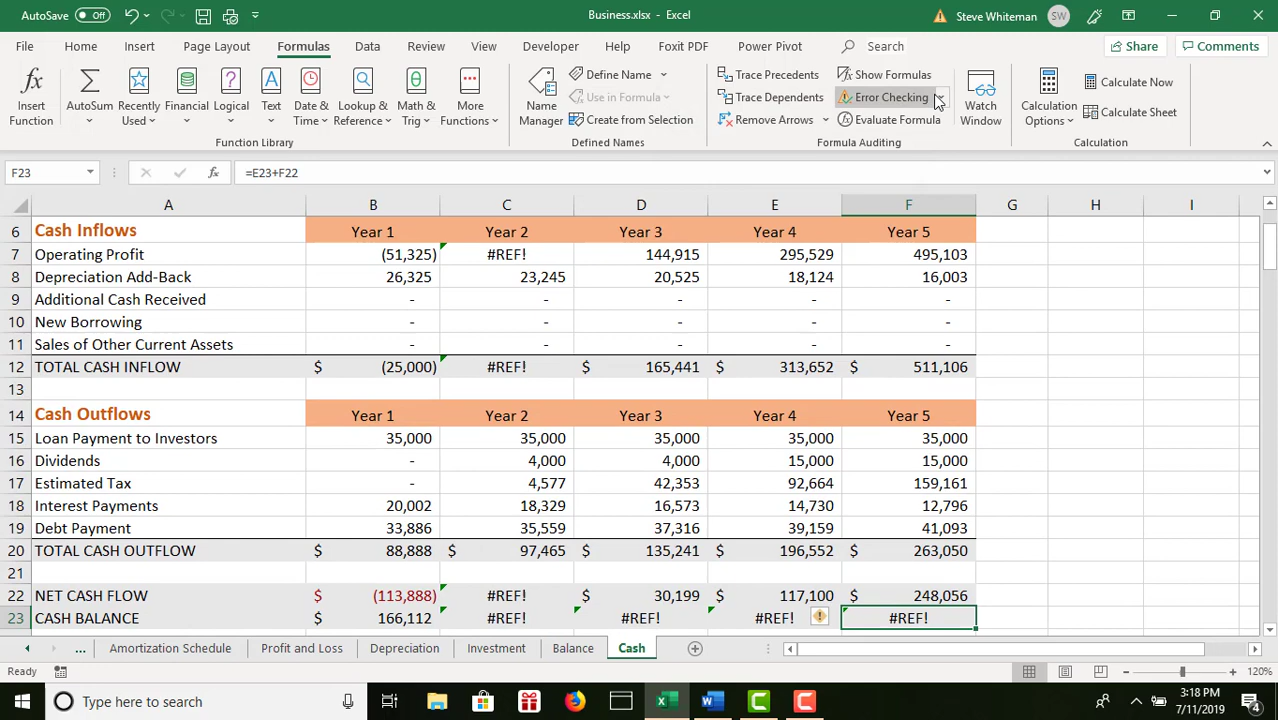 AutoSave Off Business.xlsx - Excel Steve Whiteman SW
File Home Insert Page Layout Formulas Data Review View Developer Help Foxit PDF Power Pivot Search Share Comments
Insert Function
AutoSum
Recently Used
Financial
Logical
Text
Date & Time
Lookup & Reference
Math & Trig
More Functions
Function Library
Name Manager
Define Name
Use in Formula
Create from Selection
Defined Names
Trace Precedents
Trace Dependents
Remove Arrows
Show Formulas
Error Checking
Evaluate Formula
Formula Auditing
Watch Window
Calculation Options
Calculate Now
Calculate Sheet
Calculation
F23 fx =E23+F22
A B C D E F G H I
6 Cash Inflows Year 1 Year 2 Year 3 Year 4 Year 5
7 Operating Profit (51,325) #REF! 144,915 295,529 495,103
8 Depreciation Add-Back 26,325 23,245 20,525 18,124 16,003
9 Additional Cash Received - - - - -
10 New Borrowing - - - - -
11 Sales of Other Current Assets - - - - -
12 TOTAL CASH INFLOW $ (25,000) #REF! $ 165,441 $ 313,652 $ 511,106
13
14 Cash Outflows Year 1 Year 2 Year 3 Year 4 Year 5
15 Loan Payment to Investors 35,000 35,000 35,000 35,000 35,000
16 Dividends - 4,000 4,000 15,000 15,000
17 Estimated Tax - 4,577 42,353 92,664 159,161
18 Interest Payments 20,002 18,329 16,573 14,730 12,796
19 Debt Payment 33,886 35,559 37,316 39,159 41,093
20 TOTAL CASH OUTFLOW $ 88,888 $ 97,465 $ 135,241 $ 196,552 $ 263,050
21
22 NET CASH FLOW $ (113,888) #REF! $ 30,199 $ 117,100 $ 248,056
23 CASH BALANCE $ 166,112 #REF! #REF! #REF! #REF!
... Amortization Schedule Profit and Loss Depreciation Investment Balance Cash
Ready 120%
Type here to search 3:18 PM
7/11/2019 4